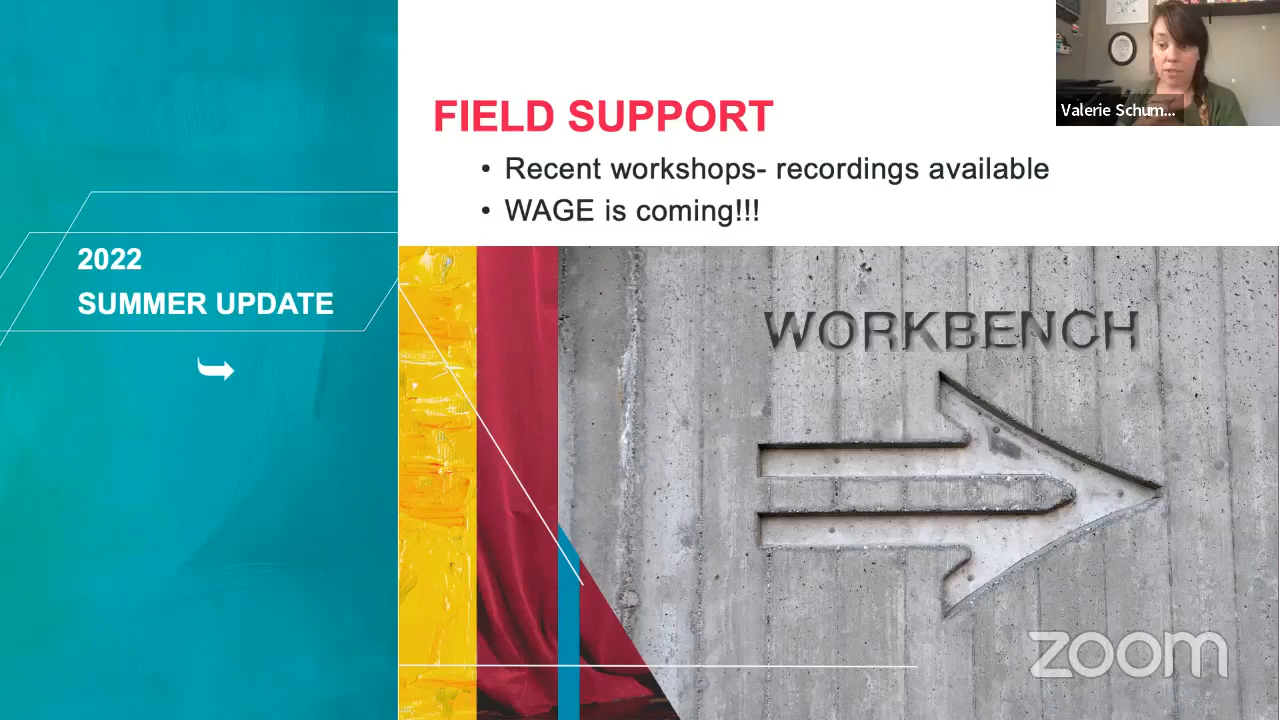 FIELD SUPPORT
• Recent workshops- recordings available
• WAGE is coming!!!
2022
SUMMER UPDATE
WORKBENCH
Valerie Schum...
zoom